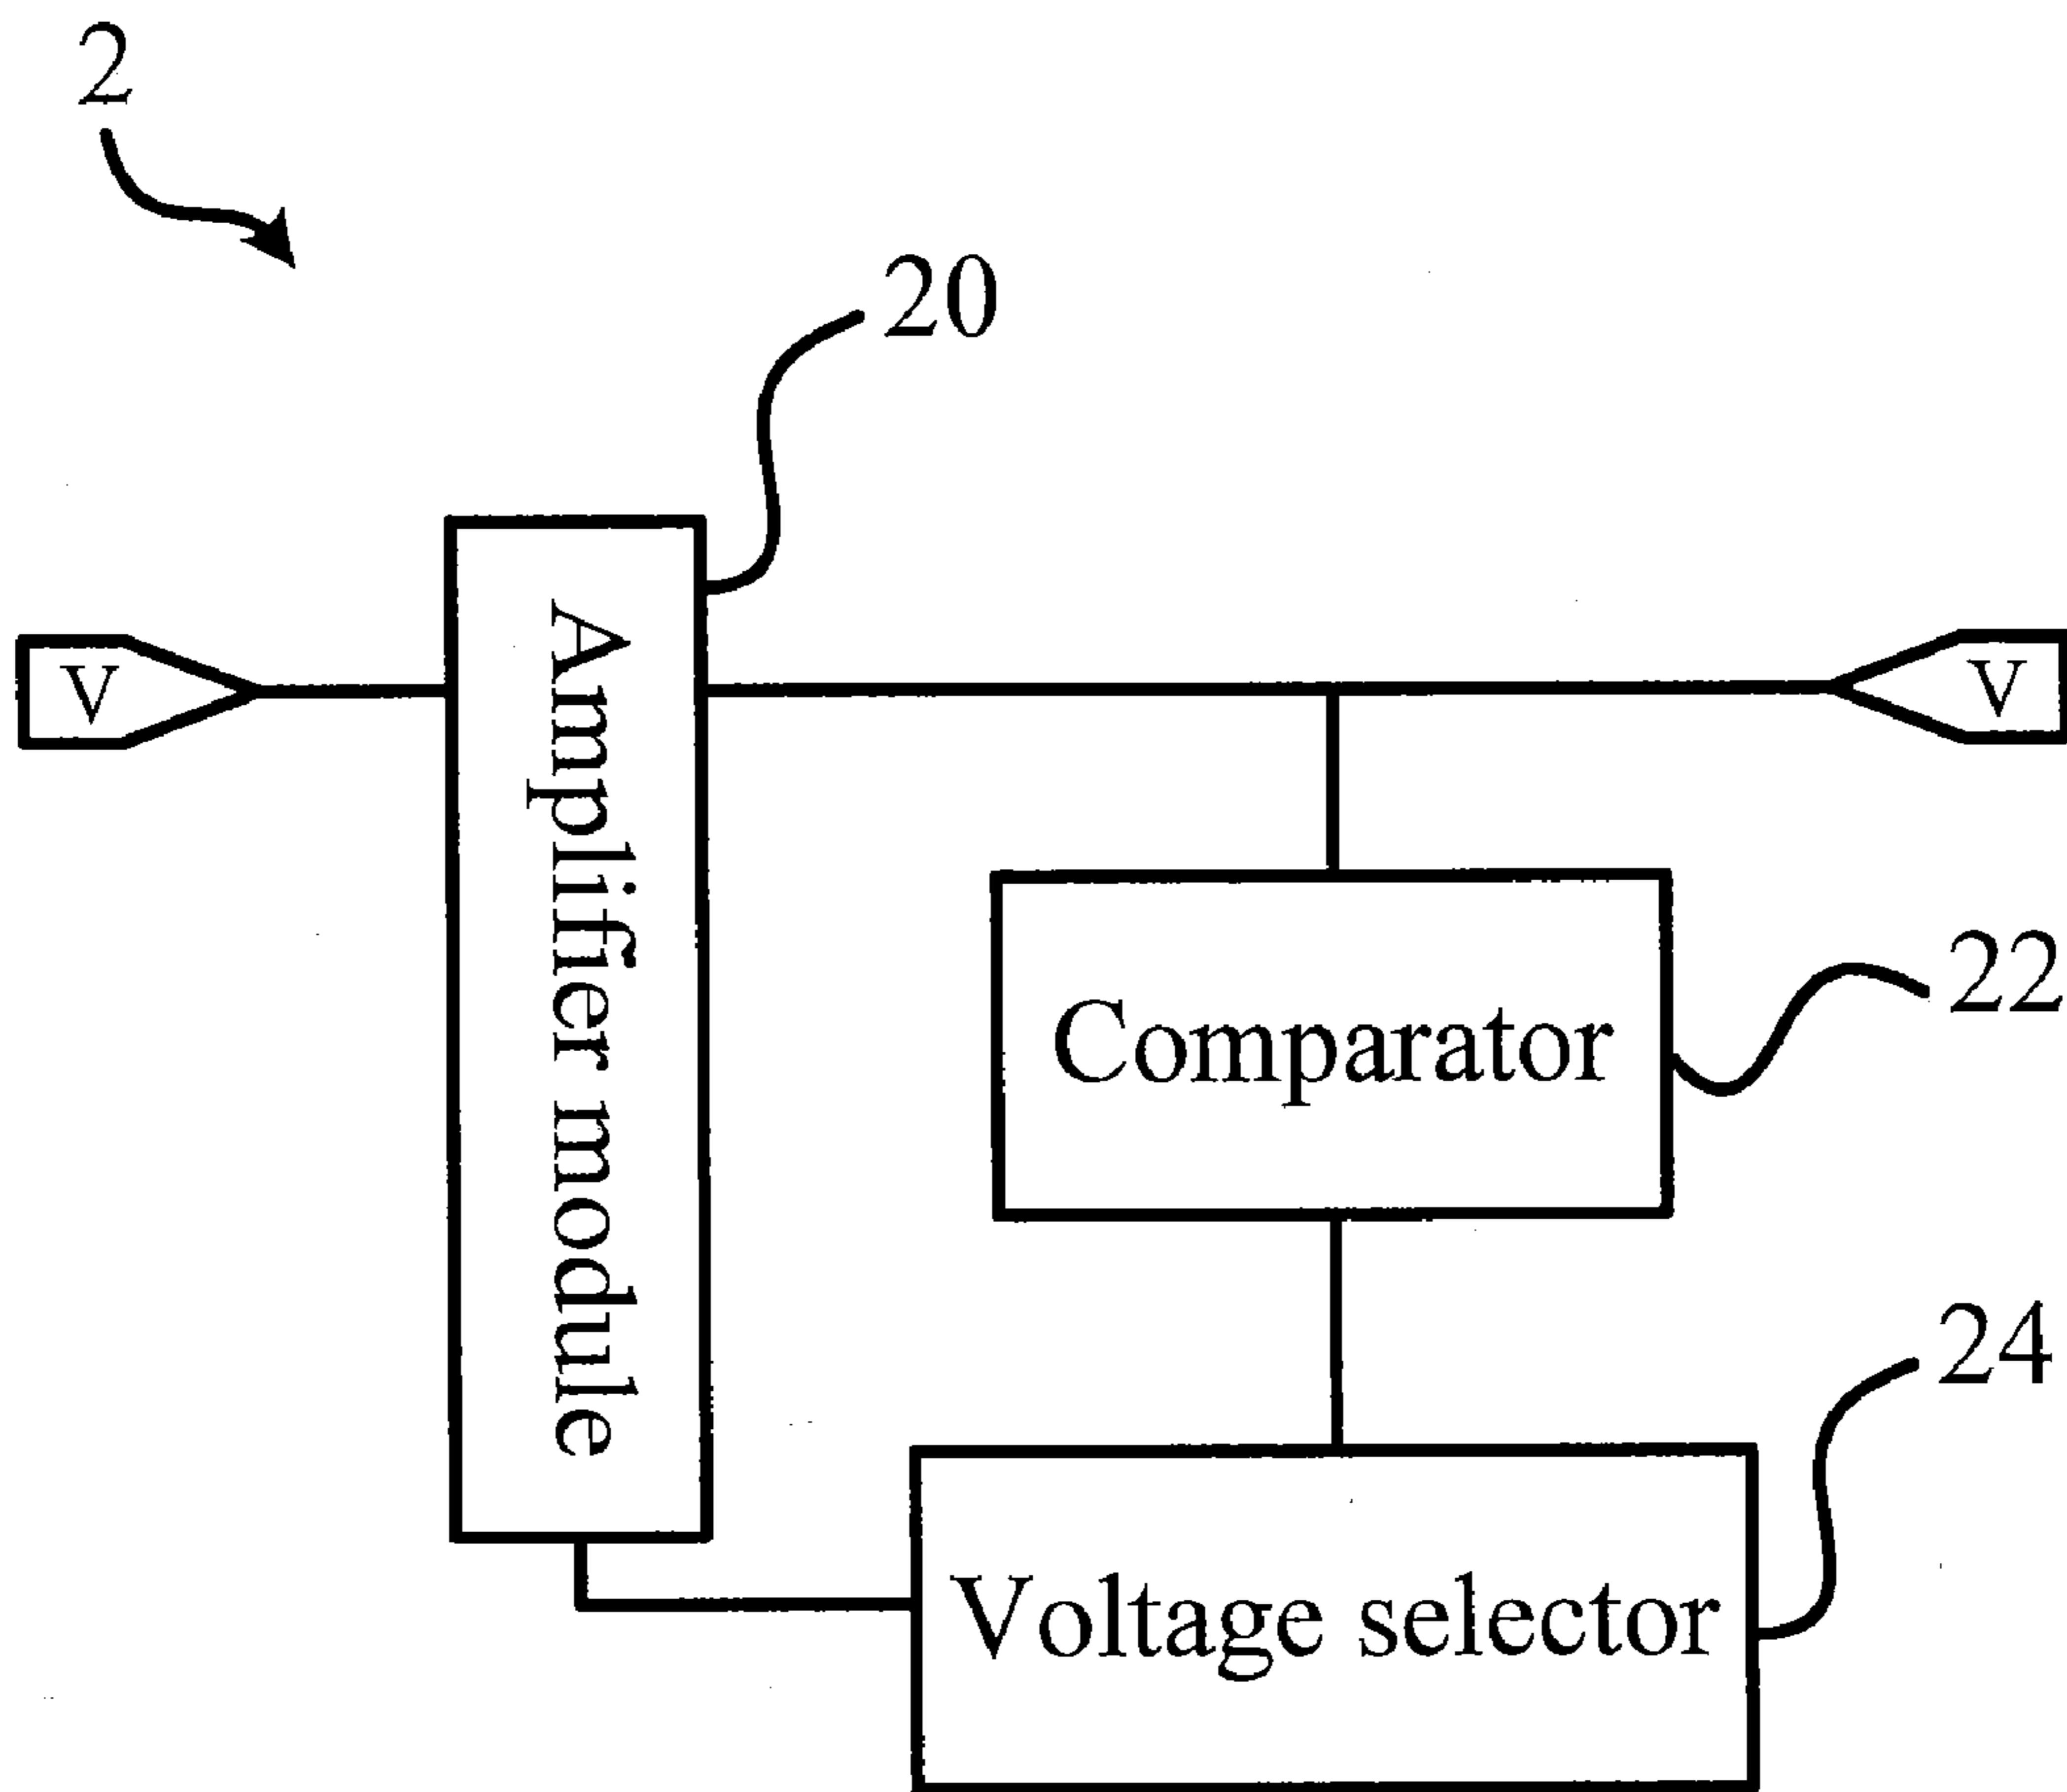 2
20
V
V
Amplifier module
Comparator
22
24
Voltage selector